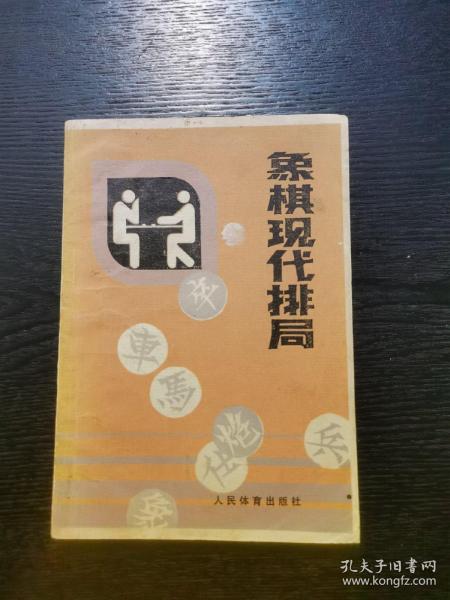 象棋现代排局
車
馬
炮
兵
人民体育出版社
孔夫子旧书网
www.kongfz.com